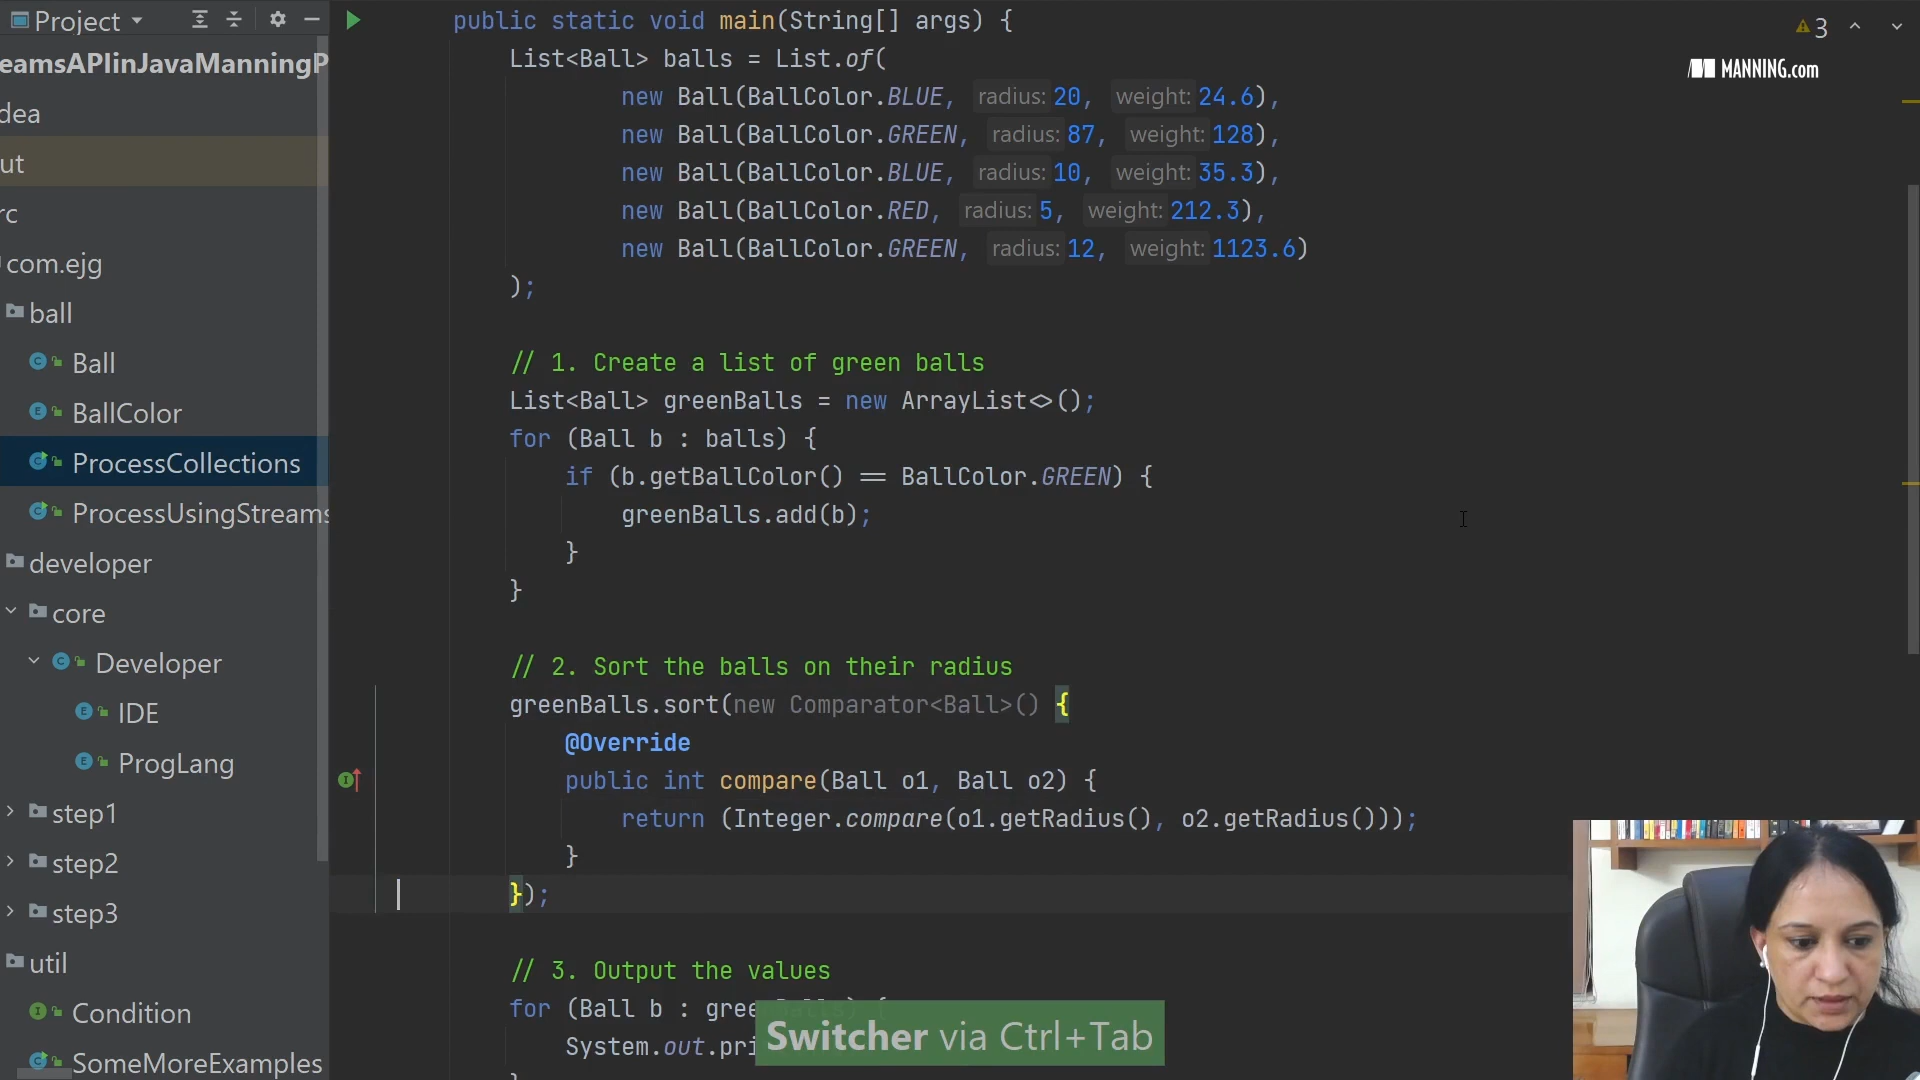 Project
eamsAPIinJavaManningP
dea
ut
rc
com.ejg
ball
Ball
BallColor
ProcessCollections
ProcessUsingStreams
developer
core
Developer
IDE
ProgLang
step1
step2
step3
util
Condition
SomeMoreExamples
3
MANNING.com
public static void main(String[] args) {
List<Ball> balls = List.of(
new Ball(BallColor.BLUE, radius: 20, weight: 24.6),
new Ball(BallColor.GREEN, radius: 87, weight: 128),
new Ball(BallColor.BLUE, radius: 10, weight: 35.3),
new Ball(BallColor.RED, radius: 5, weight: 212.3),
new Ball(BallColor.GREEN, radius: 12, weight: 1123.6)
);
// 1. Create a list of green balls
List<Ball> greenBalls = new ArrayList<>();
for (Ball b : balls) {
if (b.getBallColor() == BallColor.GREEN) {
greenBalls.add(b);
}
}
// 2. Sort the balls on their radius
greenBalls.sort(new Comparator<Ball>() {
@Override
public int compare(Ball o1, Ball o2) {
return (Integer.compare(o1.getRadius(), o2.getRadius()));
}
});
// 3. Output the values
for (Ball b : greenBalls) {
System.out.pri
Switcher via Ctrl+Tab